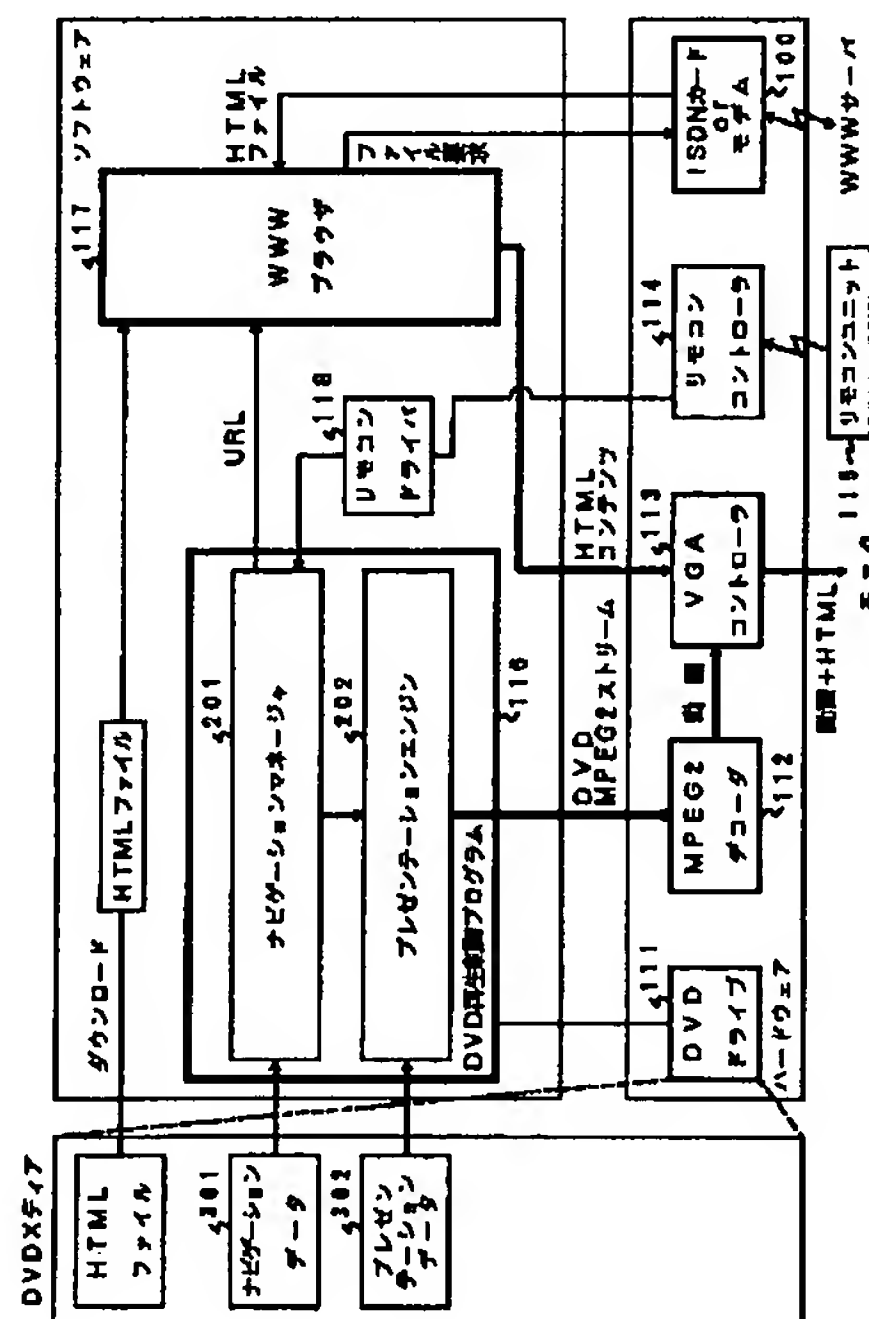 DVDメディア
HTML
ファイル
301
ナビゲーション
データ
302
プレゼン
テーション
データ
ダウンロード
HTMLファイル
201
ナビゲーションマネージャ
202
プレゼンテーションエンジン
DVD再生制御プログラム
116
URL
118
リモコン
ドライバ
117
ソフトウェア
WWW
ブラウザ
HTML
ファイル
ファイル要求
DVD
MPEG2ストリーム
HTML
コンテンツ
111
DVD
ドライブ
ハードウェア
MPEG2
デコーダ
112
動画
113
VGA
コントローラ
114
リモコン
コントローラ
ISDNカード
or
モデム
100
動画+HTML
115
リモコンユニット
WWWサーバ